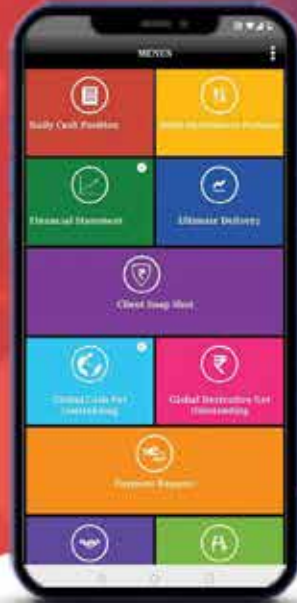 MENUS
Daily Cash Position
Financial Statement
Ultimate Delivery
Client Snap Shot
Global Cash Net
Outstanding
Global Derivative Net
Outstanding
Payment Request